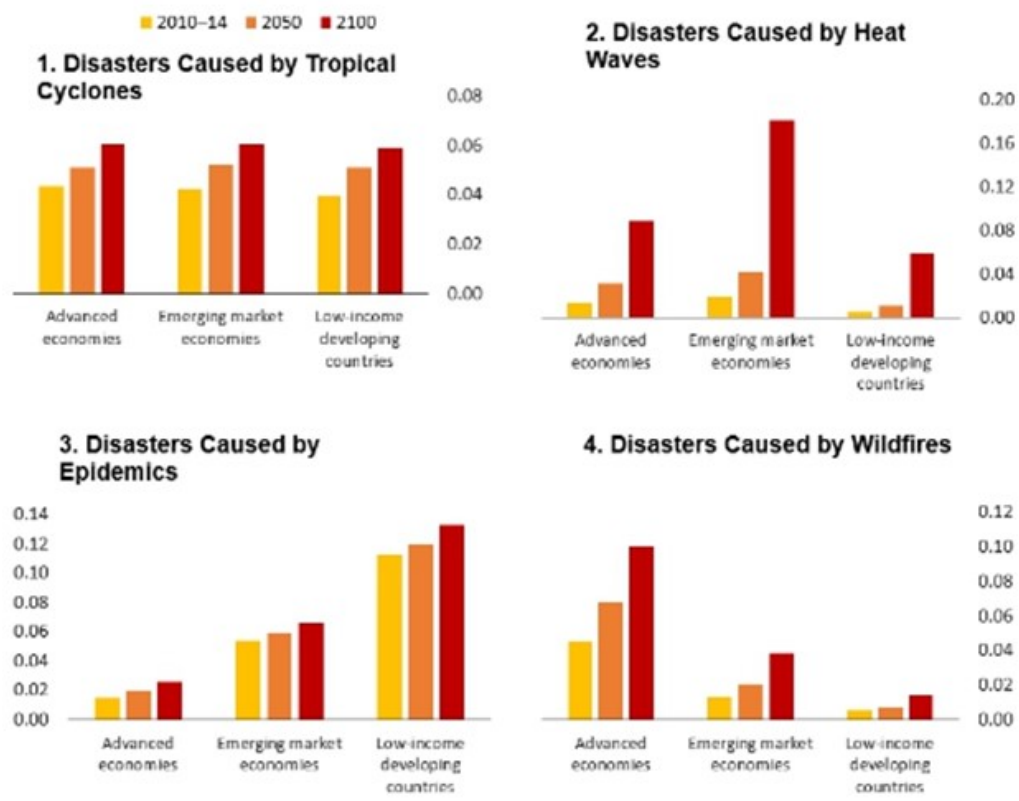 2010–14 2050 2100
1. Disasters Caused by Tropical
Cyclones
0.08
0.06
0.04
0.02
0.00
Advanced
economies
Emerging market
economies
Low-income
developing
countries
2. Disasters Caused by Heat
Waves
0.20
0.16
0.12
0.08
0.04
0.00
Advanced
economies
Emerging market
economies
Low-income
developing
countries
3. Disasters Caused by
Epidemics
0.14
0.12
0.10
0.08
0.06
0.04
0.02
0.00
Advanced
economies
Emerging market
economies
Low-income
developing
countries
4. Disasters Caused by Wildfires
0.12
0.10
0.08
0.06
0.04
0.02
0.00
Advanced
economies
Emerging market
economies
Low-income
developing
countries